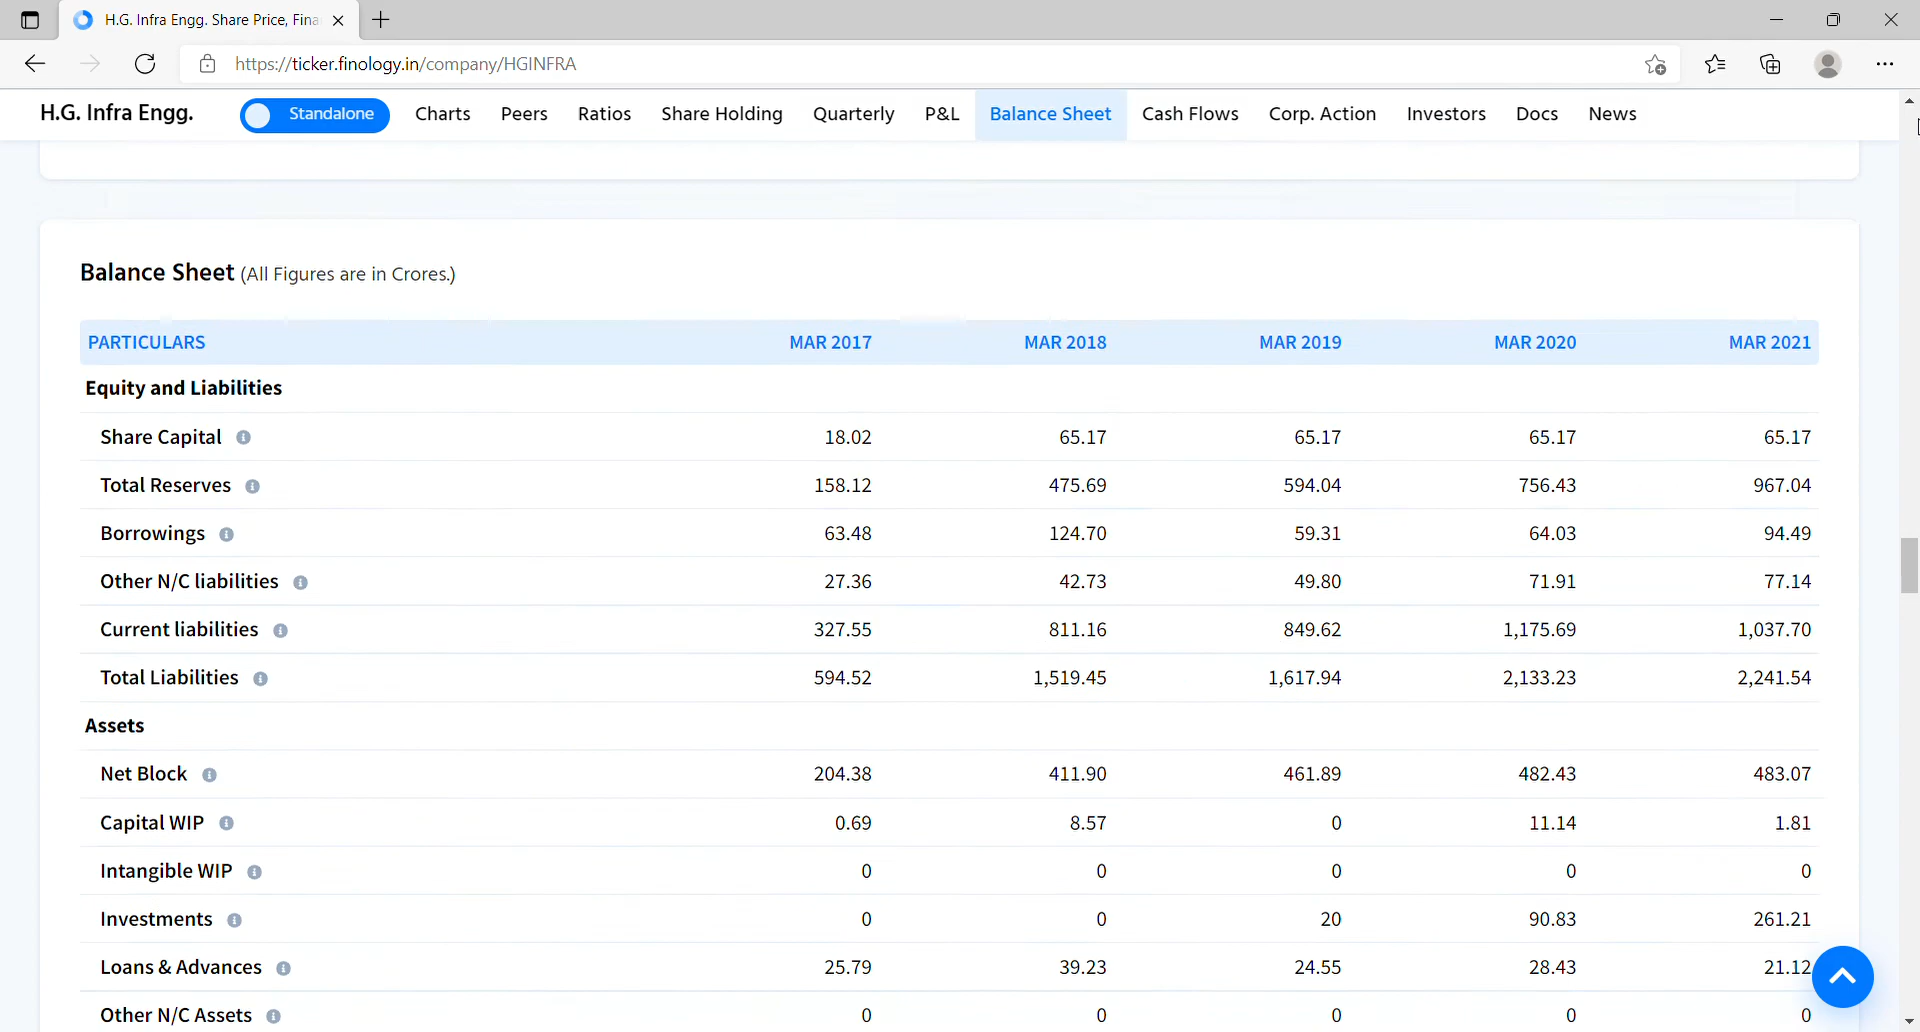 H.G. Infra Engg. Share Price, Fina
https://ticker.finology.in/company/HGINFRA
H.G. Infra Engg. Standalone Charts Peers Ratios Share Holding Quarterly P&L Balance Sheet Cash Flows Corp. Action Investors Docs News
Balance Sheet (All Figures are in Crores.)
PARTICULARS MAR 2017 MAR 2018 MAR 2019 MAR 2020 MAR 2021
Equity and Liabilities
Share Capital 18.02 65.17 65.17 65.17 65.17
Total Reserves 158.12 475.69 594.04 756.43 967.04
Borrowings 63.48 124.70 59.31 64.03 94.49
Other N/C liabilities 27.36 42.73 49.80 71.91 77.14
Current liabilities 327.55 811.16 849.62 1,175.69 1,037.70
Total Liabilities 594.52 1,519.45 1,617.94 2,133.23 2,241.54
Assets
Net Block 204.38 411.90 461.89 482.43 483.07
Capital WIP 0.69 8.57 0 11.14 1.81
Intangible WIP 0 0 0 0 0
Investments 0 0 20 90.83 261.21
Loans & Advances 25.79 39.23 24.55 28.43 21.12
Other N/C Assets 0 0 0 0 0